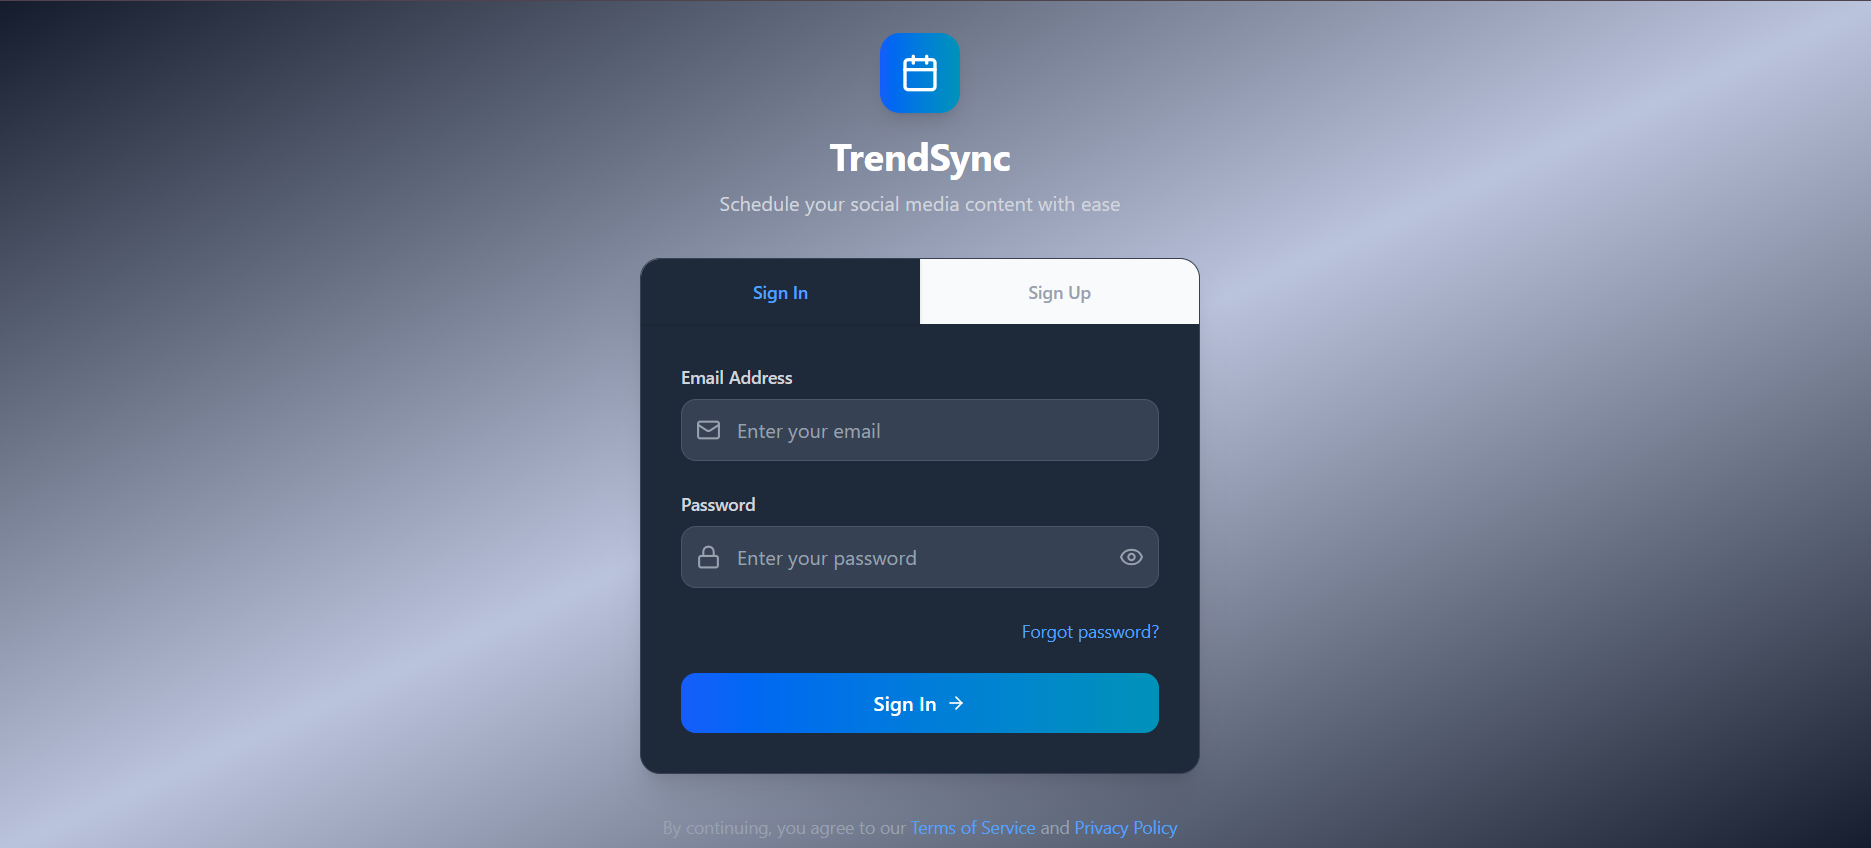 TrendSync
Schedule your social media content with ease
Sign In
Sign Up
Email Address
Enter your email
Password
Enter your password
Forgot password?
Sign In →
By continuing, you agree to our Terms of Service and Privacy Policy